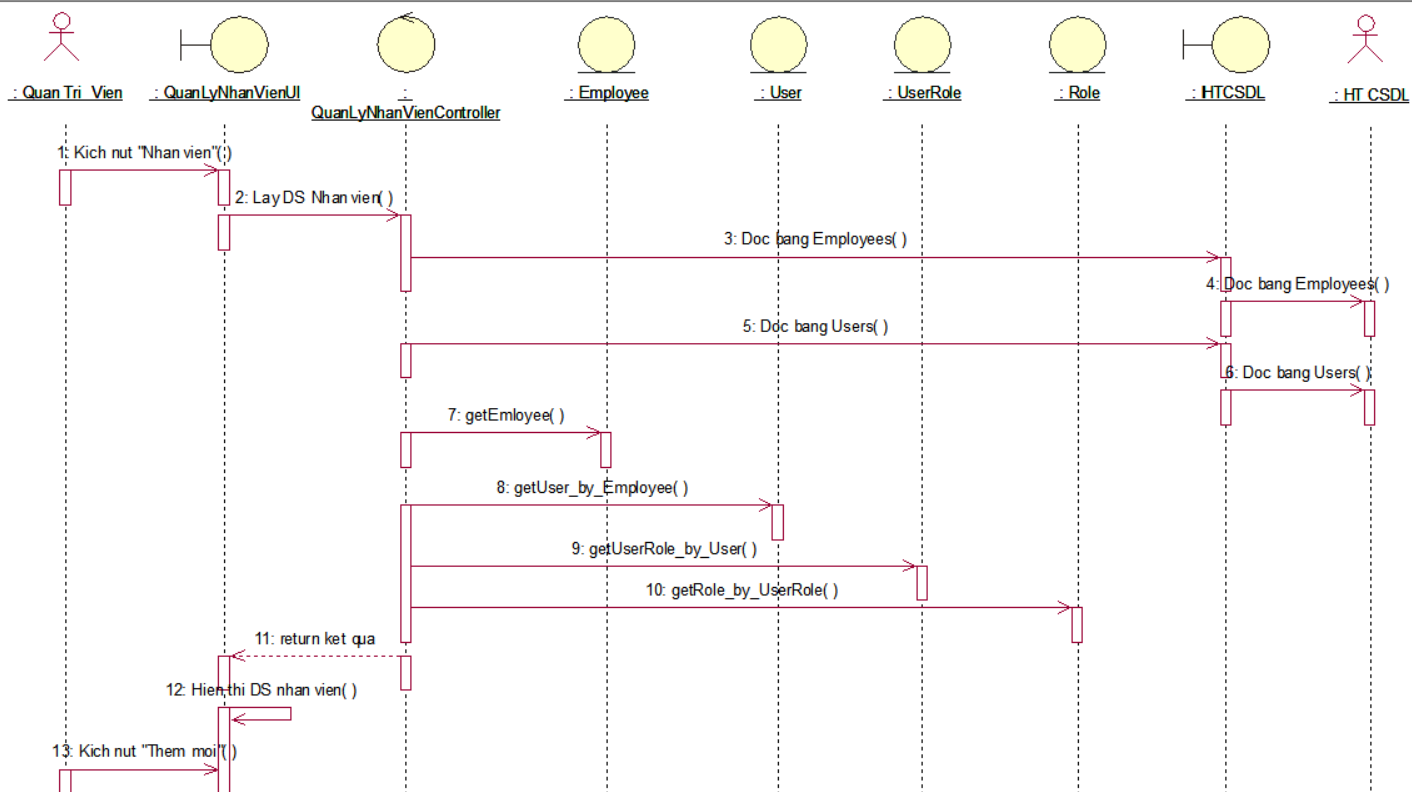 : Quan Tri_Vien
: QuanLyNhanVienUI
:
QuanLyNhanVienController
: Employee
: User
: UserRole
: Role
: HTCSDL
: HT CSDL
1: Kich nut "Nhan vien"( )
2: Lay DS Nhan vien( )
3: Doc bang Employees( )
4: Doc bang Employees( )
5: Doc bang Users( )
6: Doc bang Users( )
7: getEmloyee( )
8: getUser_by_Employee( )
9: getUserRole_by_User( )
10: getRole_by_UserRole( )
11: return ket qua
12: Hien thi DS nhan vien( )
13: Kich nut "Them moi"( )